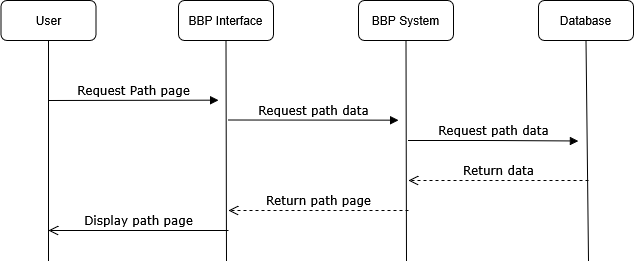 User
BBP Interface
BBP System
Database
Request Path page
Request path data
Request path data
Return data
Return path page
Display path page